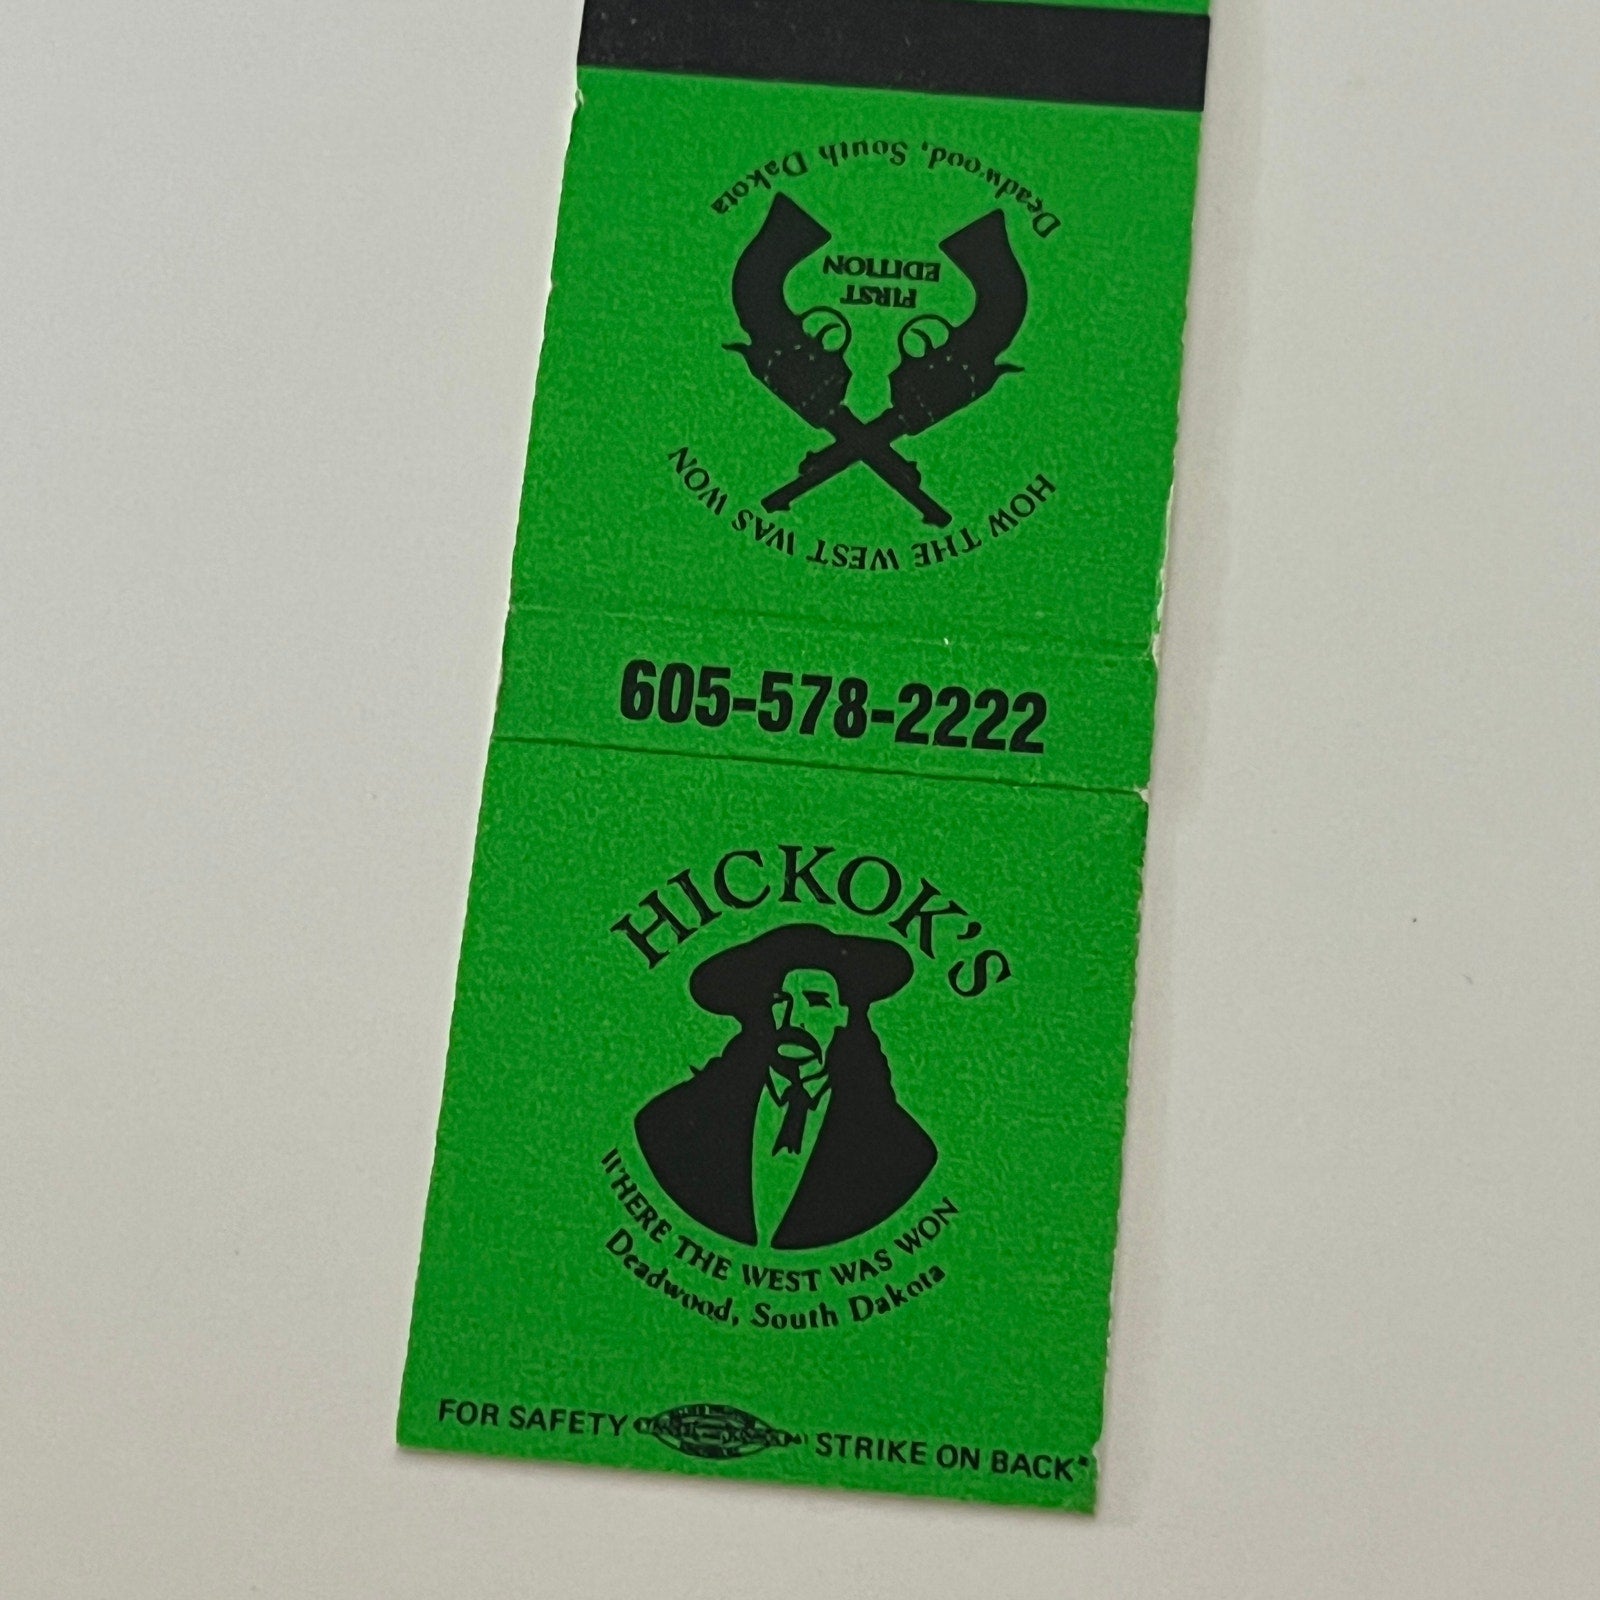 Deadwood, South Dakota
FIRST
EDITION
HOW THE WEST WAS WON
605-578-2222
HICKOK'S
WHERE THE WEST WAS WON
Deadwood, South Dakota
FOR SAFETY STRIKE ON BACK